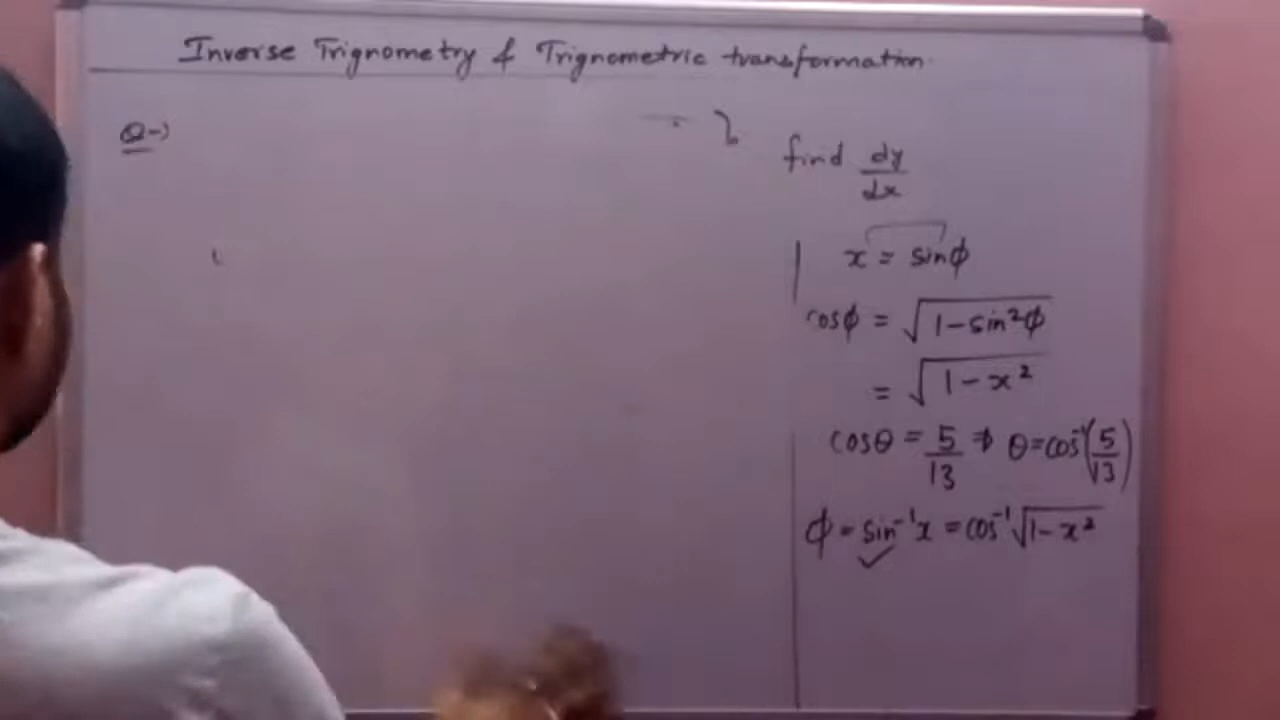 Inverse Trignometry & Trignometric transformation
Q→
find dy/dx
x = sinϕ
cosϕ = √(1-sin²ϕ)
= √(1-x²)
cosθ = 5/13 ⇒ θ = cos⁻¹(5/13)
ϕ = sin⁻¹x = cos⁻¹√(1-x²)